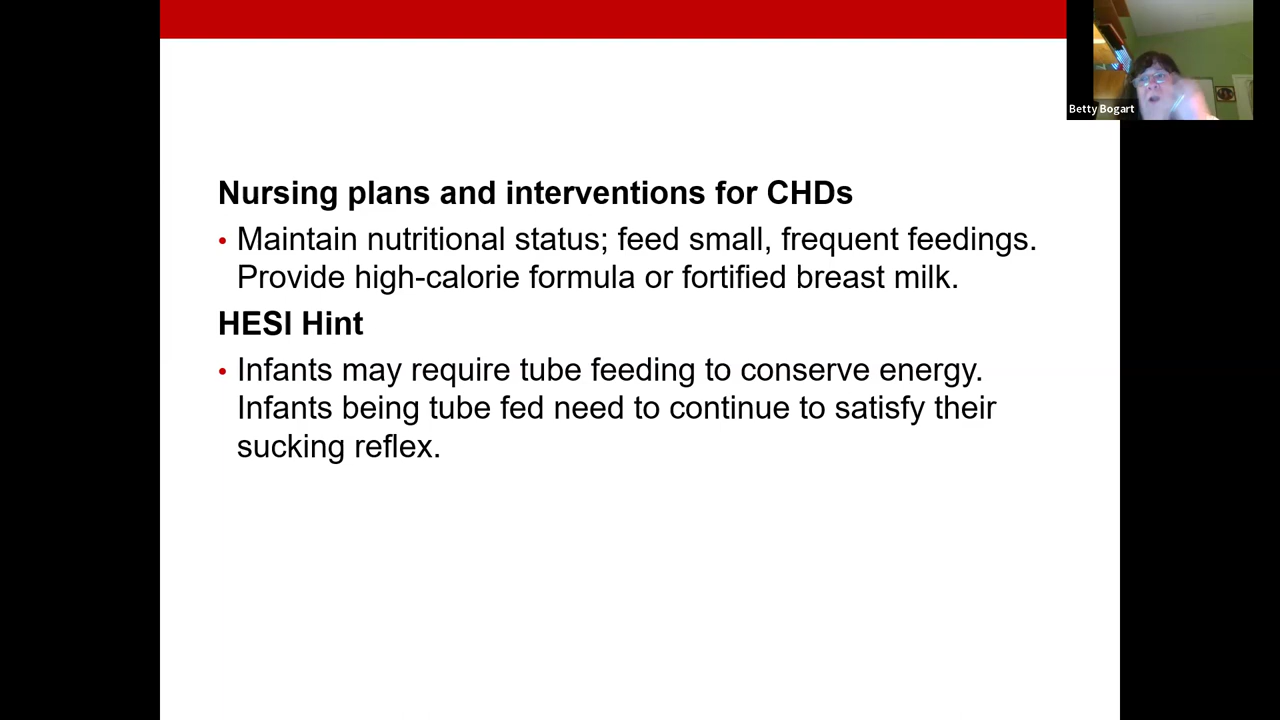 Betty Bogart
Nursing plans and interventions for CHDs
• Maintain nutritional status; feed small, frequent feedings.
Provide high-calorie formula or fortified breast milk.
HESI Hint
• Infants may require tube feeding to conserve energy.
Infants being tube fed need to continue to satisfy their
sucking reflex.